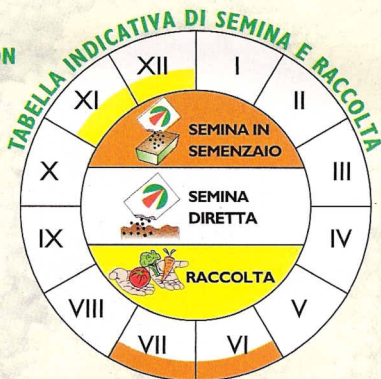 ON
TABELLA INDICATIVA DI SEMINA E RACCOLTA
XII
I
XI
II
X
III
IX
IV
VIII
V
VII
VI
SEMINA IN
SEMENZAIO
SEMINA
DIRETTA
RACCOLTA